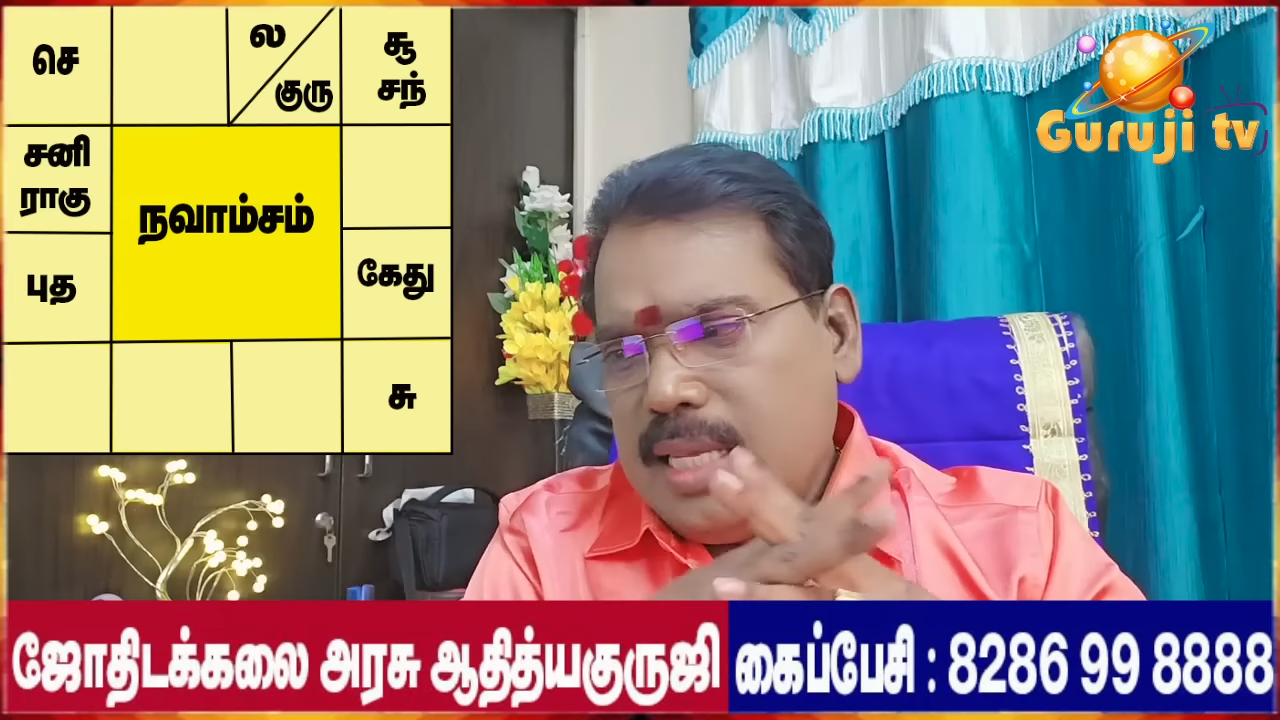 செ
ல
குரு
சூ
சந்
சனி
ராகு
நவாம்சம்
புத
கேது
சு
Guruji tv
ஜோதிடக்கலை அரசு ஆதித்யகுருஜி
கைப்பேசி : 8286 99 8888